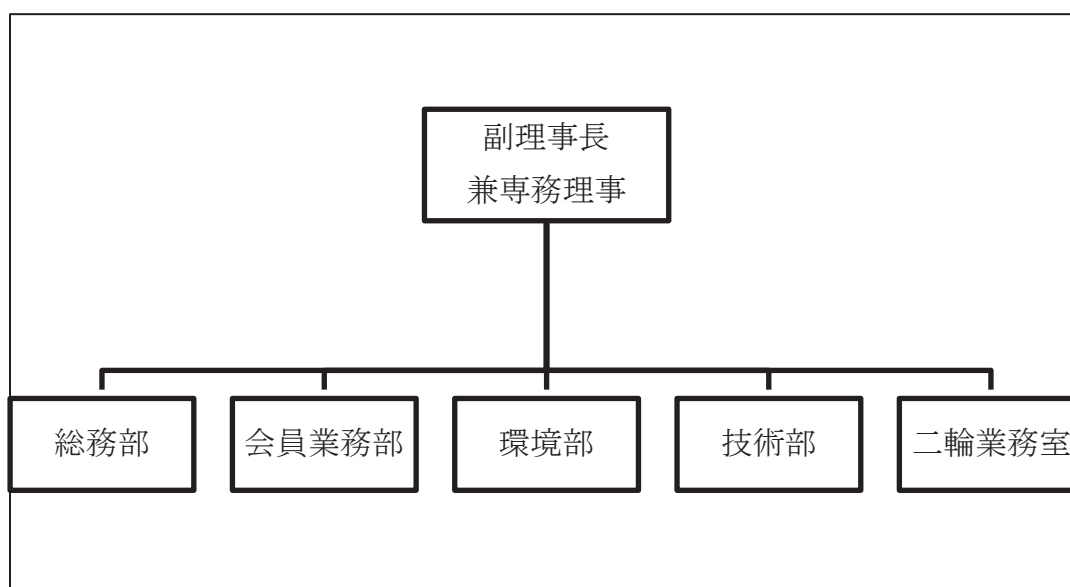 副理事長
兼専務理事
総務部
会員業務部
環境部
技術部
二輪業務室